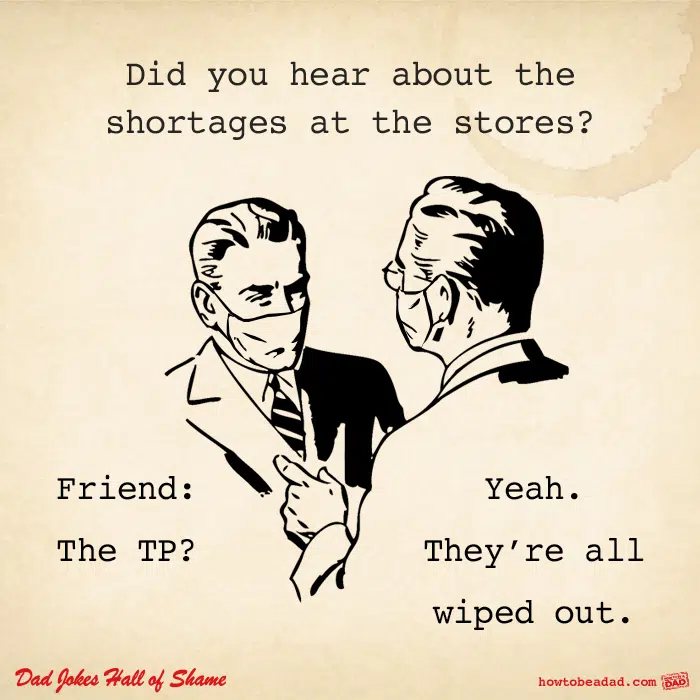 Did you hear about the
shortages at the stores?
Friend:
The TP?
Yeah.
They’re all
wiped out.
Dad Jokes Hall of Shame
howtobeadad.com
DAD